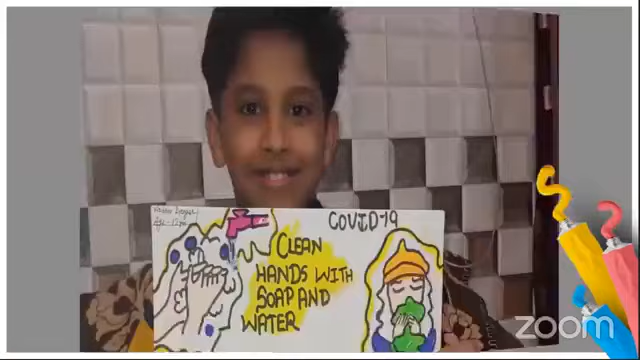 COVID-19
CLEAN
HANDS WITH
SOAP AND
WATER
zoom